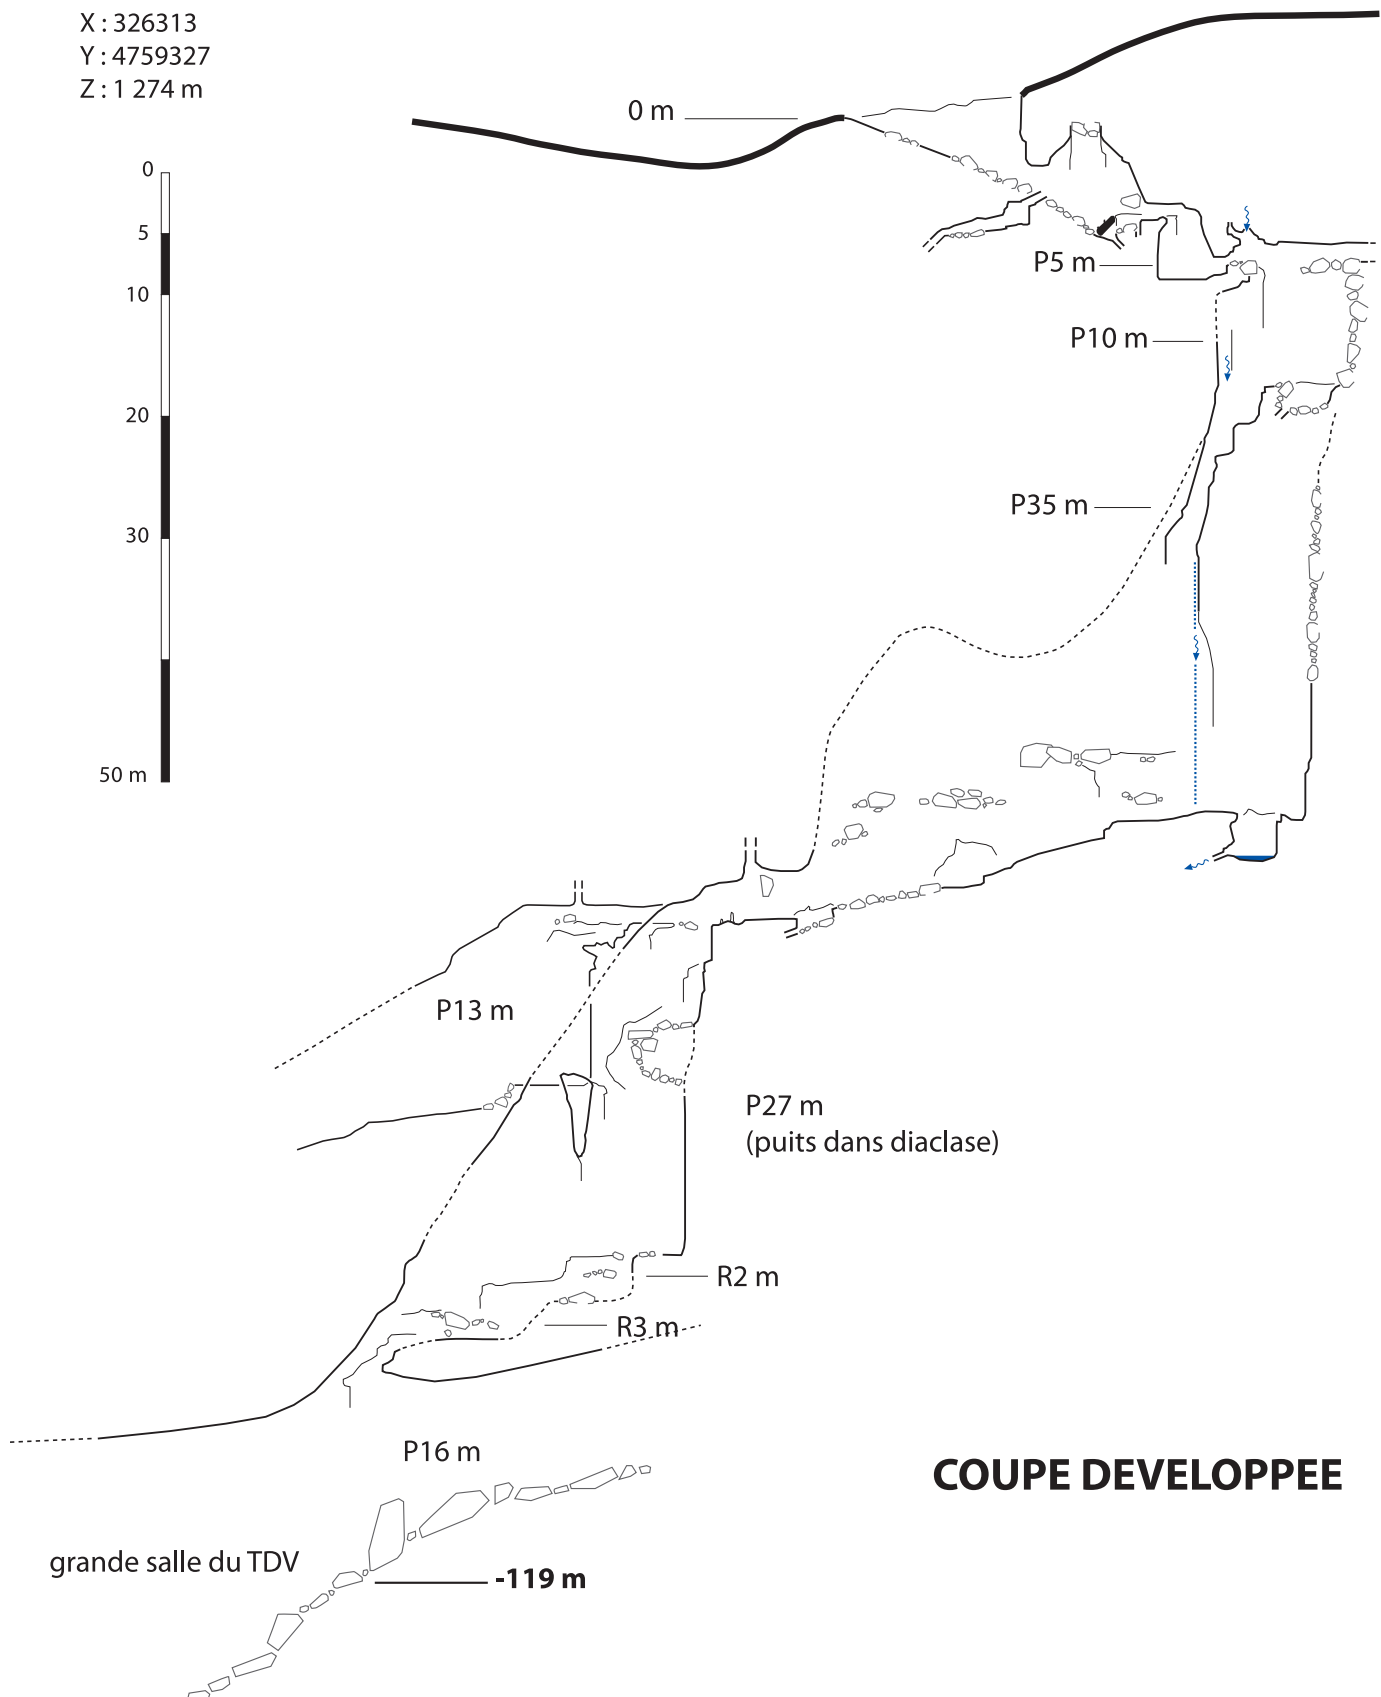 X : 326313
Y : 4759327
Z : 1 274 m
0 m
0
5
10
20
30
50 m
P5 m
P10 m
P35 m
P13 m
P27 m
(puits dans diaclase)
R2 m
R3 m
P16 m
COUPE DEVELOPPEE
grande salle du TDV
-119 m